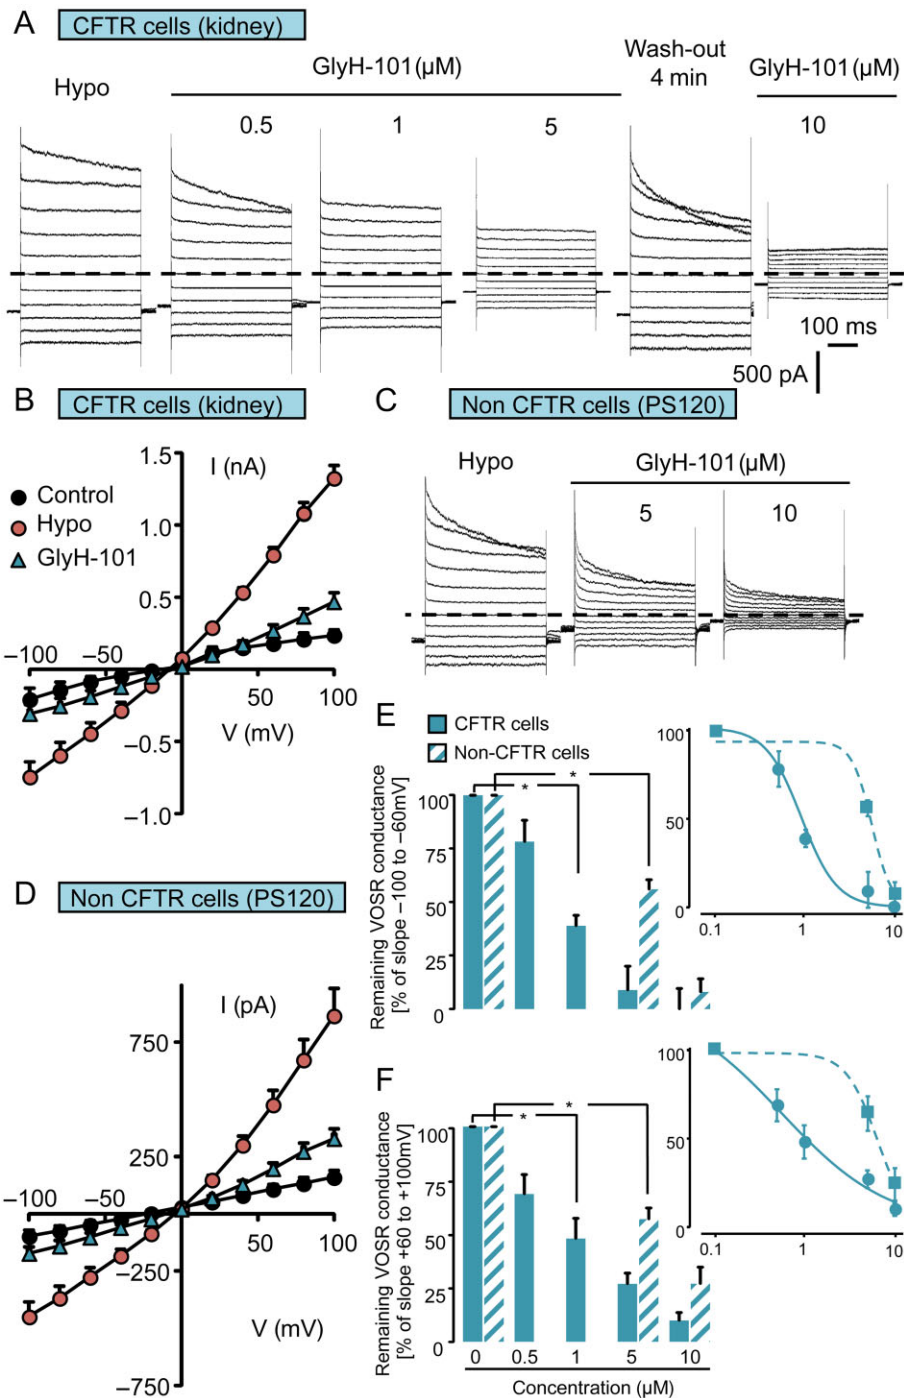 A CFTR cells (kidney)
Hypo GlyH-101 (μM) Wash-out 4 min GlyH-101 (μM)
0.5 1 5 10
100 ms
500 pA
B CFTR cells (kidney)
I (nA)
1.5
1.0
0.5
−0.5
−1.0
−100 −50 50 100
V (mV)
Control
Hypo
GlyH-101
C Non CFTR cells (PS120)
Hypo GlyH-101 (μM)
5 10
D Non CFTR cells (PS120)
I (pA)
750
250
−250
−750
−100 −50 50 100
V (mV)
E CFTR cells
Non-CFTR cells
* *
Remaining VOSR conductance
[% of slope −100 to −60mV]
100
75
50
25
0
100
50
0
0.1 1 10
F
* *
Remaining VOSR conductance
[% of slope +60 to +100mV]
100
75
50
25
0
0 0.5 1 5 10
Concentration (μM)
100
50
0
0.1 1 10